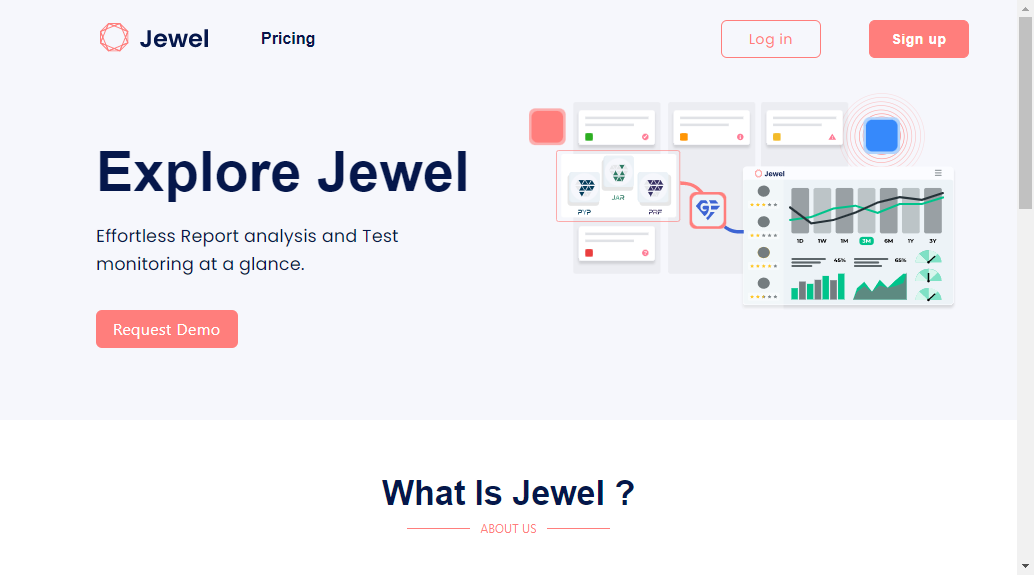 Jewel
Pricing
Log in
Sign up
Explore Jewel
Effortless Report analysis and Test
monitoring at a glance.
Request Demo
PYP
JAR
PRF
GF
Jewel
1D 1W 1M 3M 6M 1Y 3Y
45%
65%
What Is Jewel ?
ABOUT US